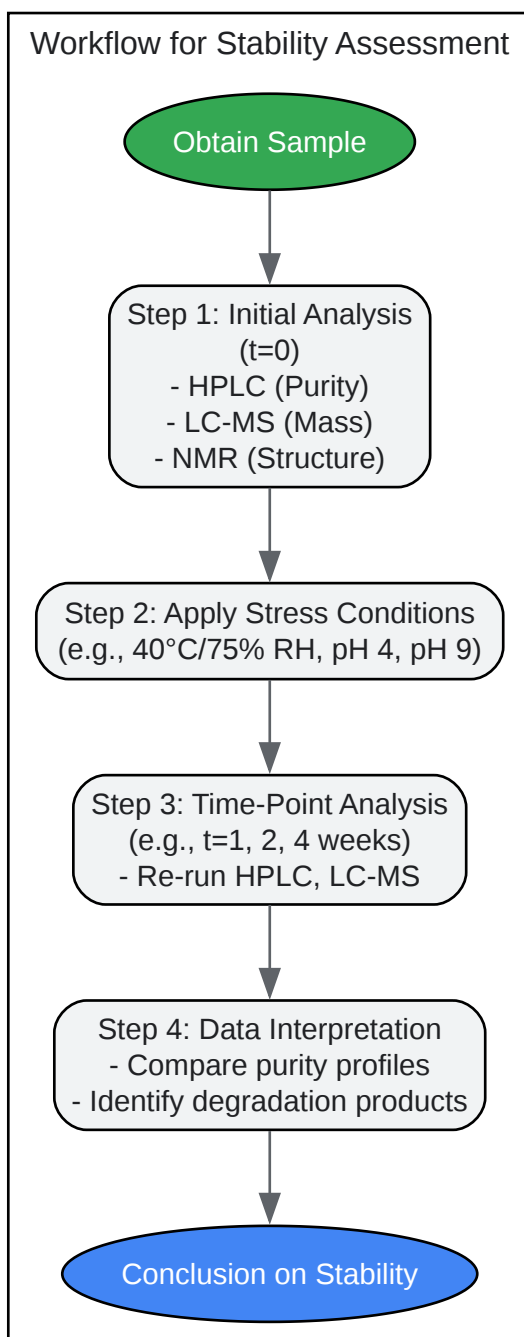 Workflow for Stability Assessment
Obtain Sample
Step 1: Initial Analysis
(t=0)
- HPLC (Purity)
- LC-MS (Mass)
- NMR (Structure)
Step 2: Apply Stress Conditions
(e.g., 40°C/75% RH, pH 4, pH 9)
Step 3: Time-Point Analysis
(e.g., t=1, 2, 4 weeks)
- Re-run HPLC, LC-MS
Step 4: Data Interpretation
- Compare purity profiles
- Identify degradation products
Conclusion on Stability